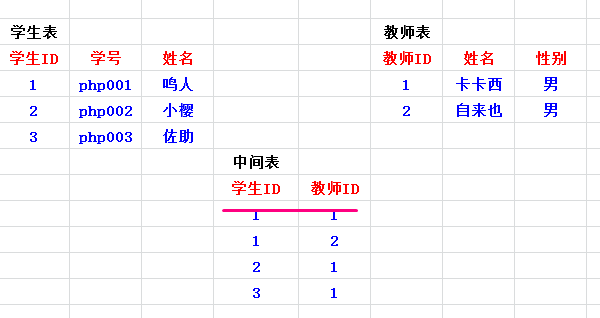 学生表 教师表
学生ID 学号 姓名 教师ID 姓名 性别
1 php001 鸣人 1 卡卡西 男
2 php002 小樱 2 自来也 男
3 php003 佐助
中间表
学生ID 教师ID
1 1
1 2
2 1
3 1